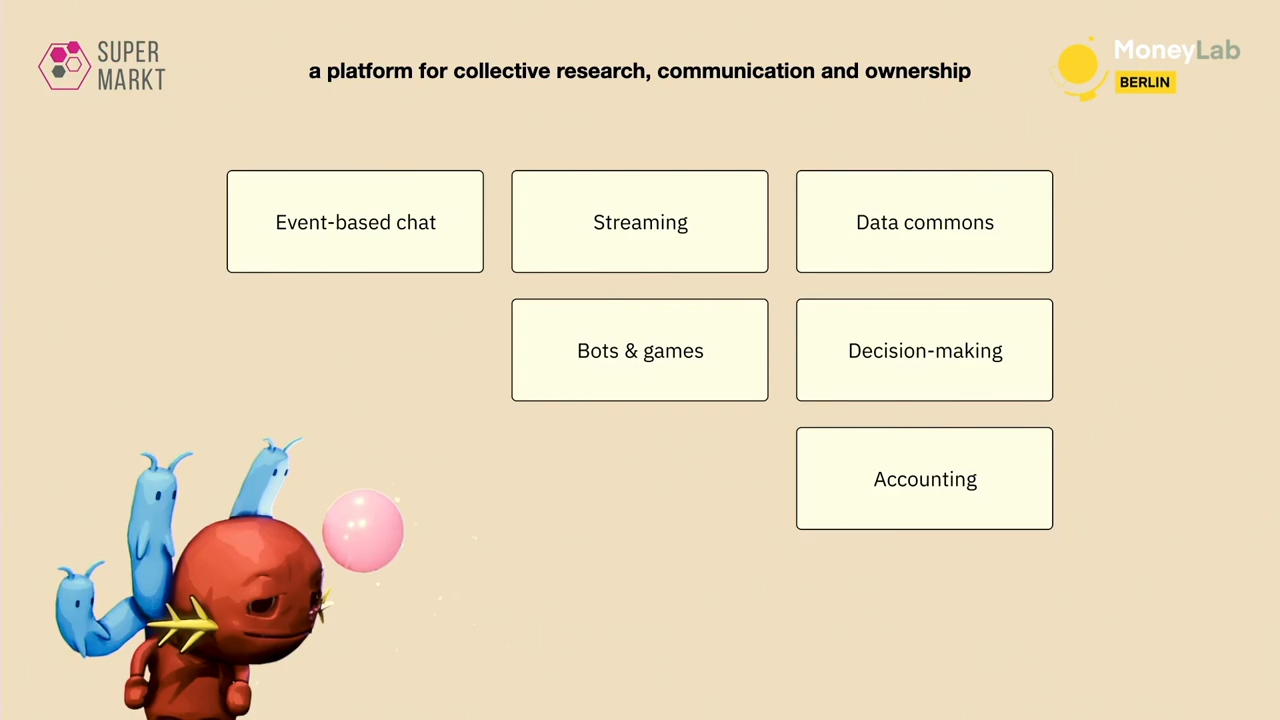 SUPER
MARKT
a platform for collective research, communication and ownership
MoneyLab
BERLIN
Event-based chat
Streaming
Data commons
Bots & games
Decision-making
Accounting